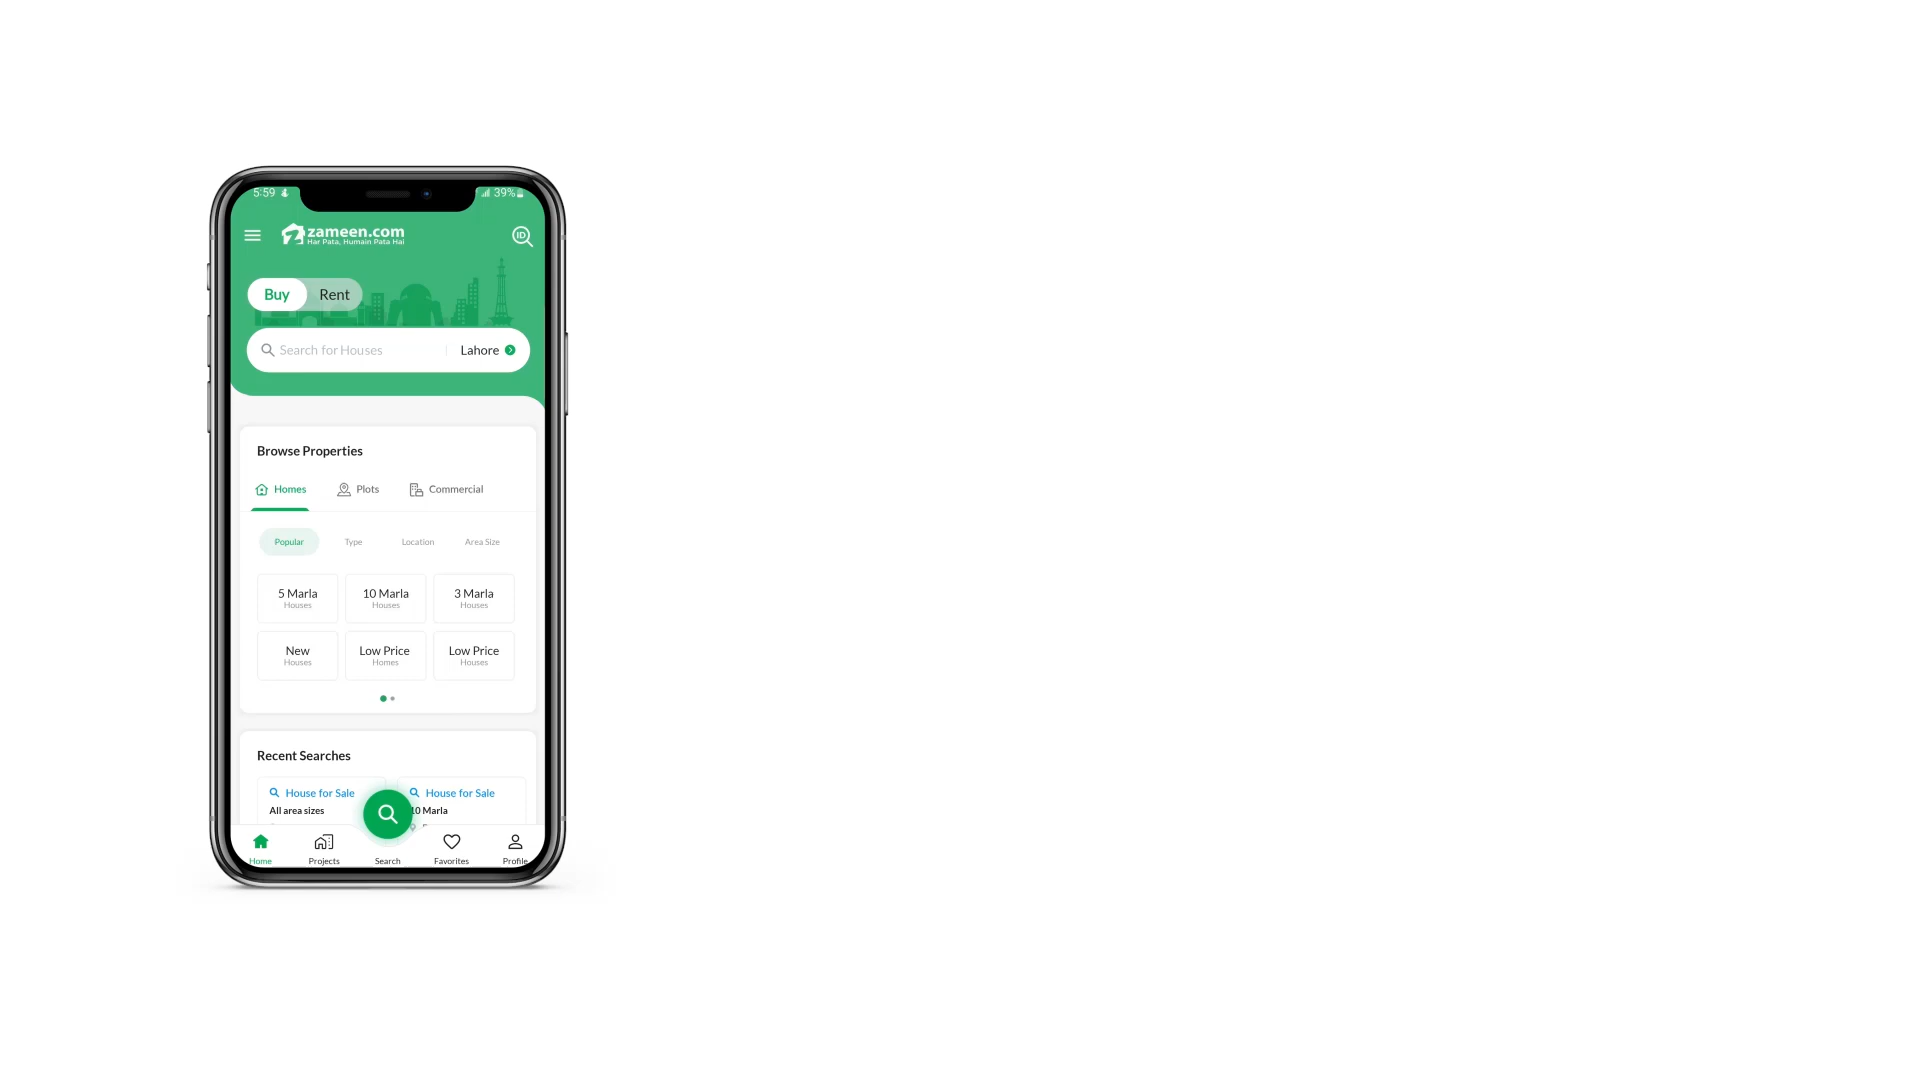 5:59
39%
zameen.com
Har Pata, Humain Pata Hai
ID
Buy Rent
Search for Houses Lahore
Browse Properties
Homes Plots Commercial
Popular Type Location Area Size
5 Marla 10 Marla 3 Marla
Houses Houses Houses
New Low Price Low Price
Houses Homes Houses
Recent Searches
House for Sale House for Sale
All area sizes 10 Marla
Home Projects Search Favorites Profile